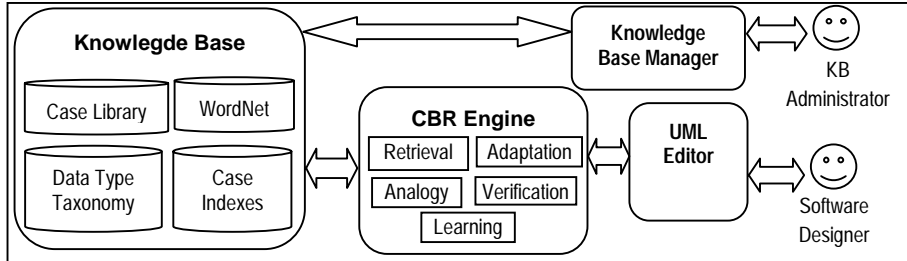 Knowlegde Base
Case Library
WordNet
Data Type
Taxonomy
Case
Indexes
CBR Engine
Retrieval
Adaptation
Analogy
Verification
Learning
Knowledge
Base Manager
UML
Editor
KB
Administrator
Software
Designer